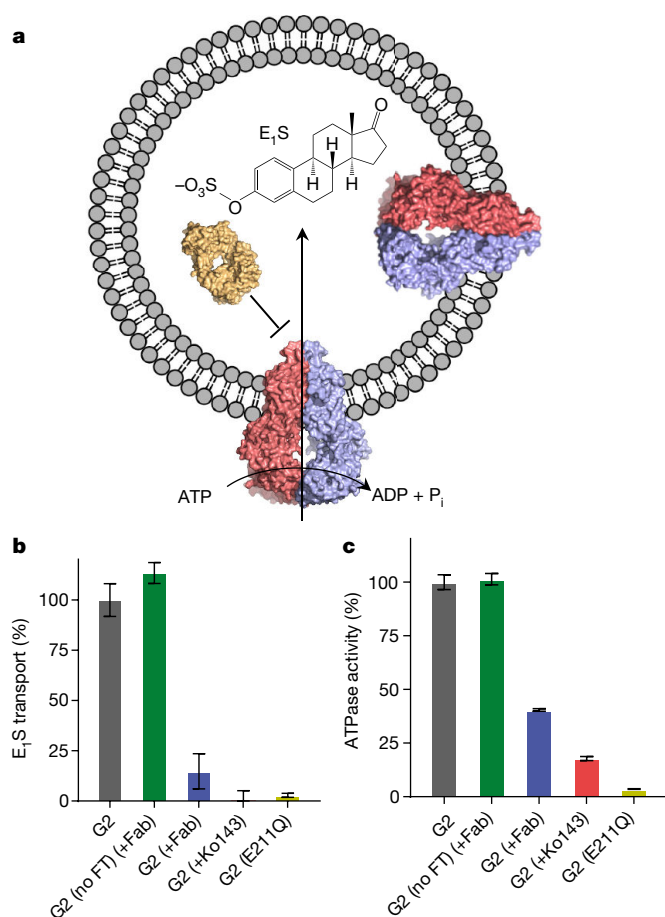 a
E₁S
O
H
H H
−O₃S
O
ATP
ADP + Pᵢ
b
E₁S transport (%)
100
75
50
25
0
G2
G2 (no FT) (+Fab)
G2 (+Fab)
G2 (+Ko143)
G2 (E211Q)
c
ATPase activity (%)
100
75
50
25
0
G2
G2 (no FT) (+Fab)
G2 (+Fab)
G2 (+Ko143)
G2 (E211Q)